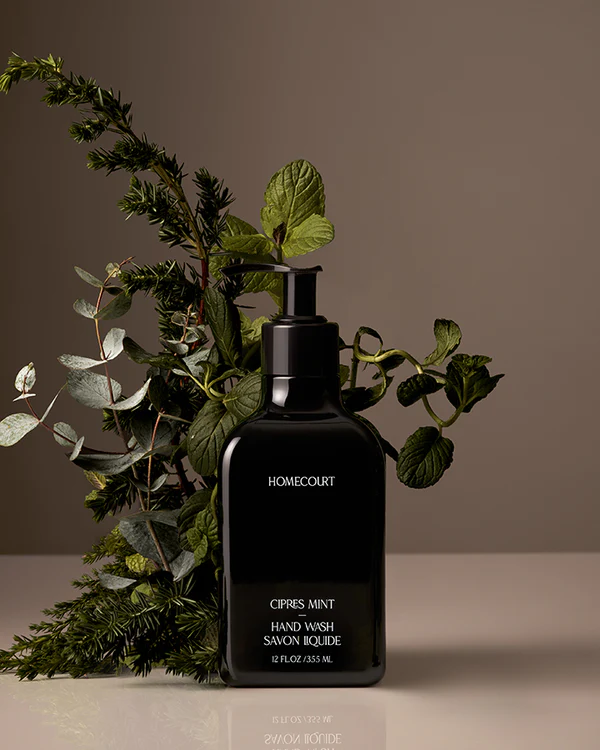 HOMECOURT
CIPRES MINT
—
HAND WASH
SAVON LIQUIDE
12 FL.OZ / 355 ML